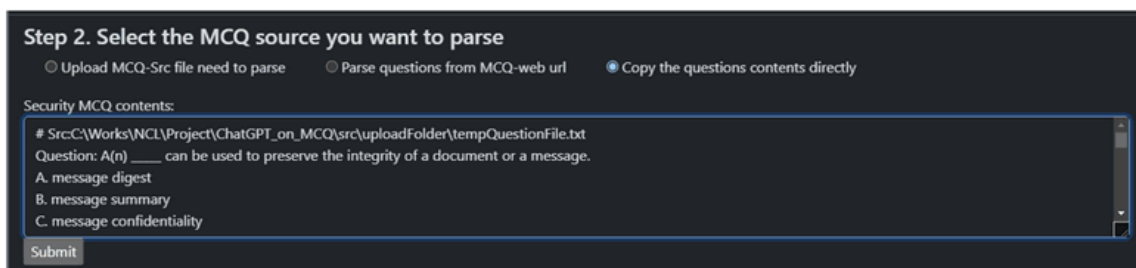 Step 2. Select the MCQ source you want to parse
Upload MCQ-Src file need to parse Parse questions from MCQ-web url Copy the questions contents directly
Security MCQ contents:
# Src:C:\Works\NCL\Project\ChatGPT_on_MCQ\src\uploadFolder\tempQuestionFile.txt
Question: A(n) ____ can be used to preserve the integrity of a document or a message.
A. message digest
B. message summary
C. message confidentiality
Submit